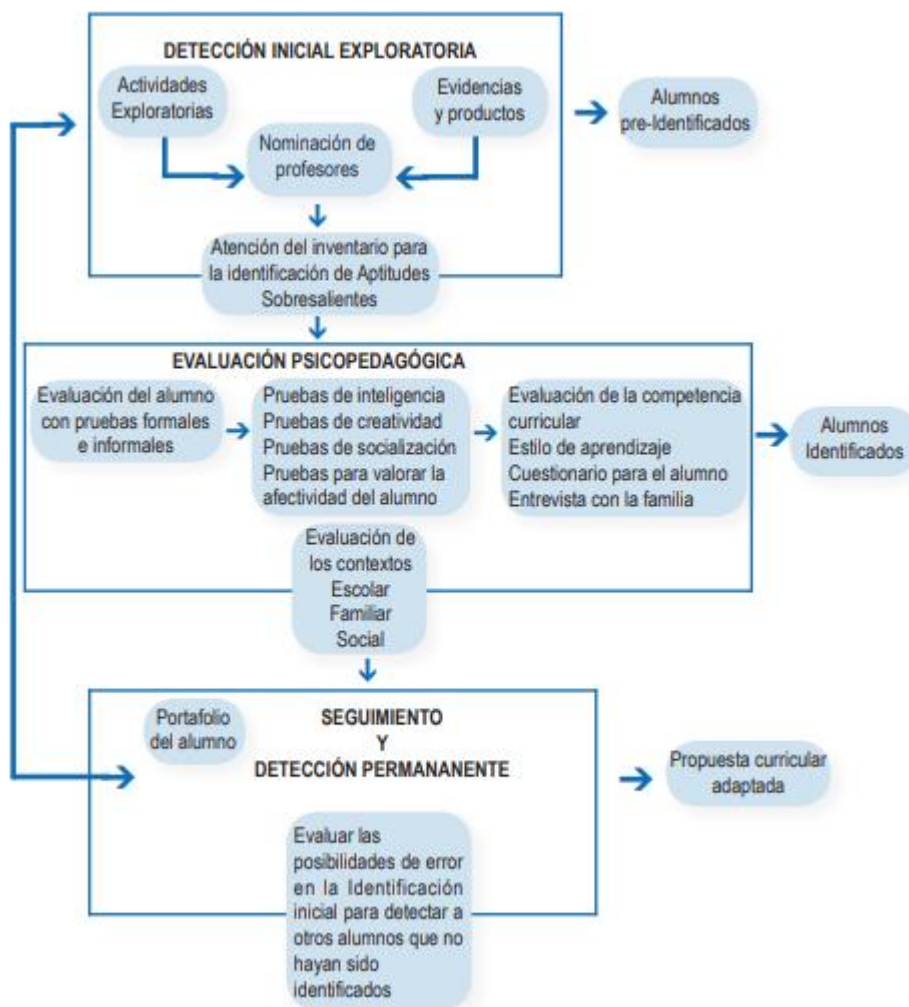 DETECCIÓN INICIAL EXPLORATORIA
Actividades
Exploratorias
Evidencias
y productos
Nominación de
profesores
Alumnos
pre-Identificados
Atención del inventario para
la identificación de Aptitudes
Sobresalientes
EVALUACIÓN PSICOPEDAGÓGICA
Evaluación del alumno
con pruebas formales
e informales
Pruebas de inteligencia
Pruebas de creatividad
Pruebas de socialización
Pruebas para valorar la
afectividad del alumno
Evaluación de la competencia
curricular
Estilo de aprendizaje
Cuestionario para el alumno
Entrevista con la familia
Alumnos
Identificados
Evaluación de
los contextos
Escolar
Familiar
Social
Portafolio
del alumno
SEGUIMIENTO
Y
DETECCIÓN PERMANANENTE
Propuesta curricular
adaptada
Evaluar las
posibilidades de error
en la Identificación
inicial para detectar a
otros alumnos que no
hayan sido
identificados